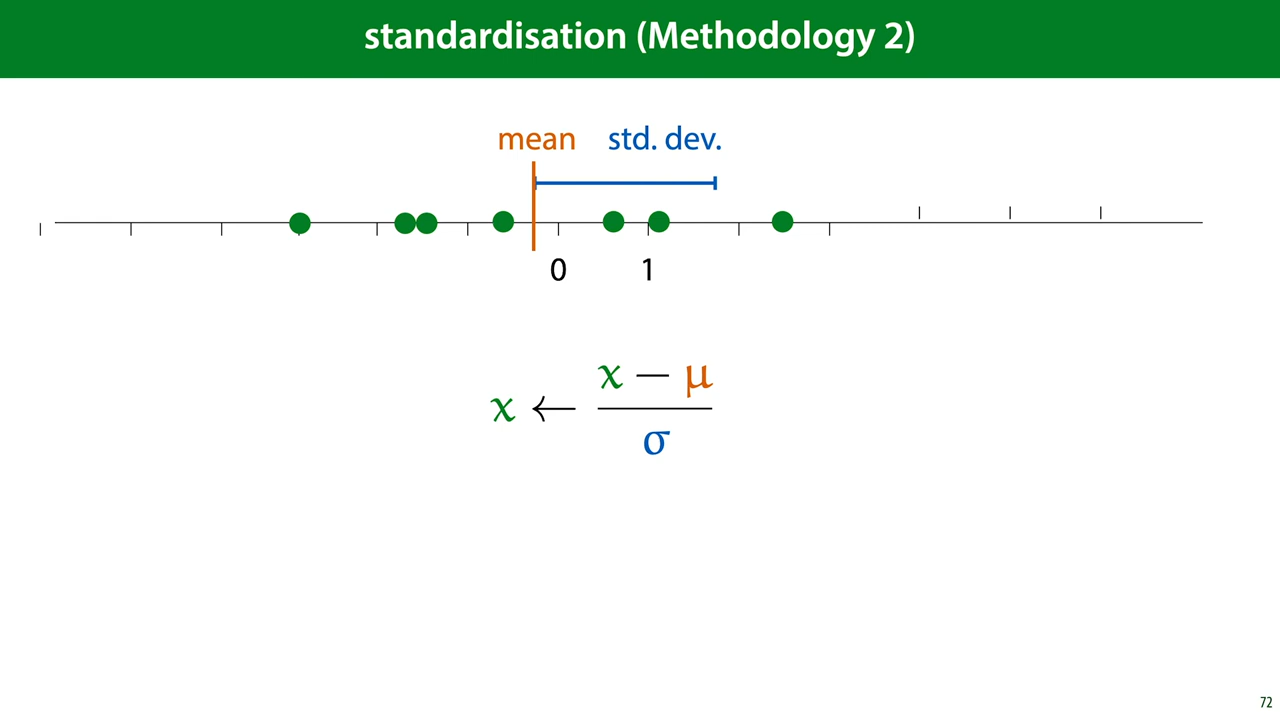 standardisation (Methodology 2)
mean std. dev.
0 1
x ← (x − μ) / σ
72